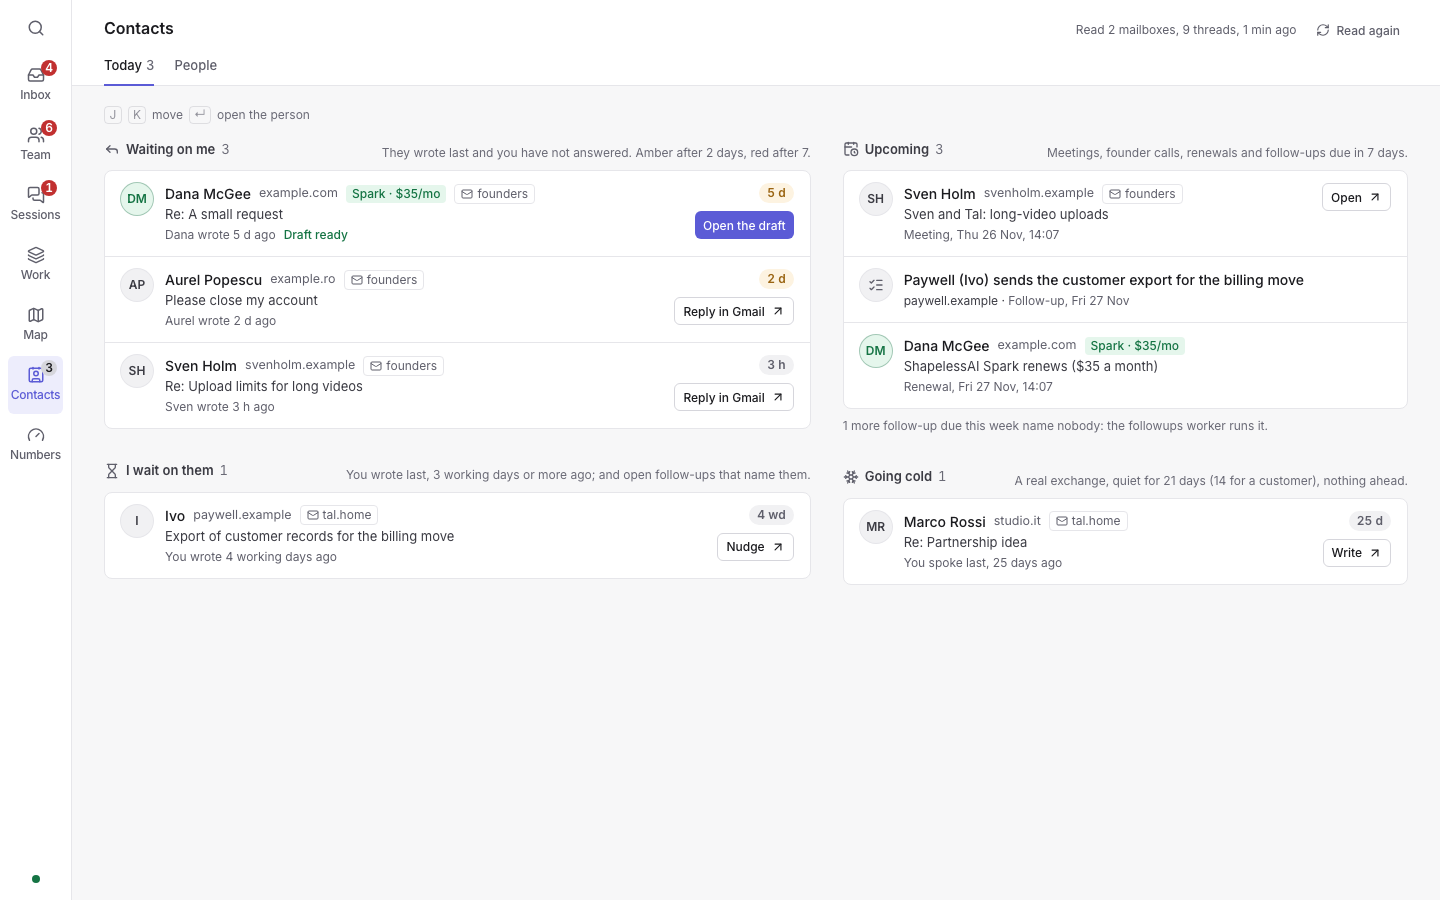 Contacts
Read 2 mailboxes, 9 threads, 1 min ago
Read again
Today 3
People
4
Inbox
6
Team
1
Sessions
Work
Map
3
Contacts
Numbers
J K move ↵ open the person
Waiting on me 3
They wrote last and you have not answered. Amber after 2 days, red after 7.
DM
Dana McGee example.com Spark · $35/mo founders
5 d
Re: A small request
Open the draft
Dana wrote 5 d ago Draft ready
AP
Aurel Popescu example.ro founders
2 d
Please close my account
Reply in Gmail
Aurel wrote 2 d ago
SH
Sven Holm svenholm.example founders
3 h
Re: Upload limits for long videos
Reply in Gmail
Sven wrote 3 h ago
I wait on them 1
You wrote last, 3 working days or more ago; and open follow-ups that name them.
I
Ivo paywell.example tal.home
4 wd
Export of customer records for the billing move
Nudge
You wrote 4 working days ago
Upcoming 3
Meetings, founder calls, renewals and follow-ups due in 7 days.
SH
Sven Holm svenholm.example founders
Open
Sven and Tal: long-video uploads
Meeting, Thu 26 Nov, 14:07
Paywell (Ivo) sends the customer export for the billing move
paywell.example · Follow-up, Fri 27 Nov
DM
Dana McGee example.com Spark · $35/mo
ShapelessAI Spark renews ($35 a month)
Renewal, Fri 27 Nov, 14:07
1 more follow-up due this week name nobody: the followups worker runs it.
Going cold 1
A real exchange, quiet for 21 days (14 for a customer), nothing ahead.
MR
Marco Rossi studio.it tal.home
25 d
Re: Partnership idea
Write
You spoke last, 25 days ago